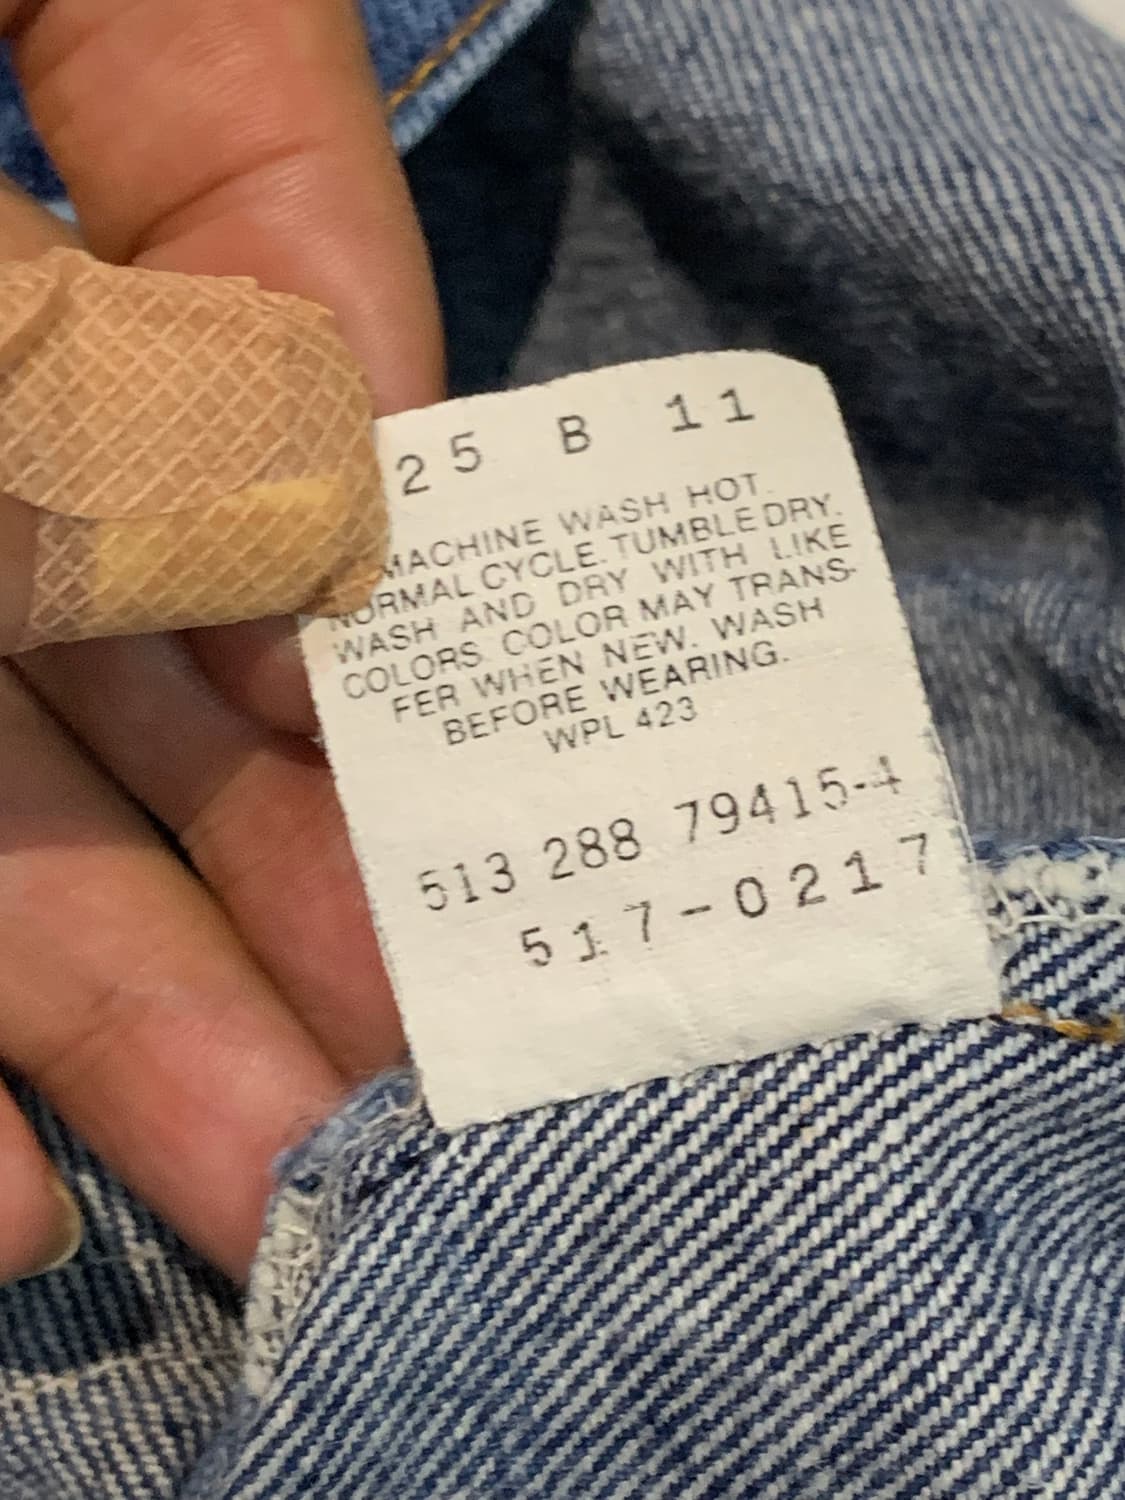 25 B 11
MACHINE WASH HOT.
NORMAL CYCLE. TUMBLE DRY.
WASH AND DRY WITH LIKE
COLORS. COLOR MAY TRANS-
FER WHEN NEW. WASH
BEFORE WEARING.
WPL 423
513 288 79415-4
517-0217